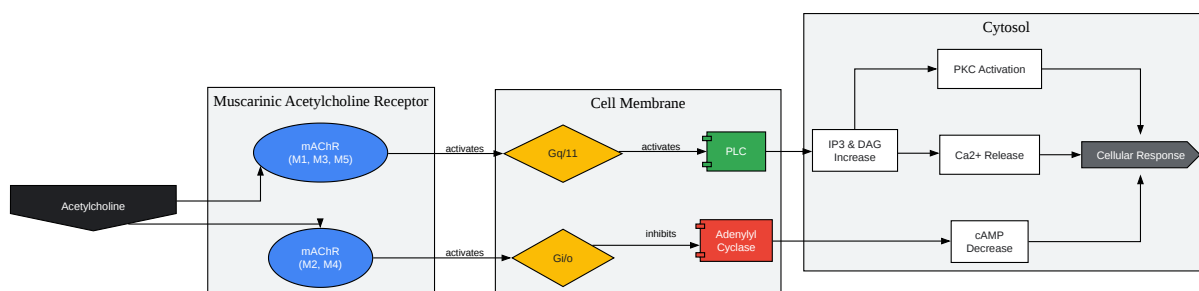 Cytosol
PKC Activation
Muscarinic Acetylcholine Receptor
Cell Membrane
mAChR
(M1, M3, M5)
activates
Gq/11
activates
PLC
IP3 & DAG
Increase
Ca2+ Release
Cellular Response
Acetylcholine
mAChR
(M2, M4)
activates
Gi/o
inhibits
Adenylyl
Cyclase
cAMP
Decrease